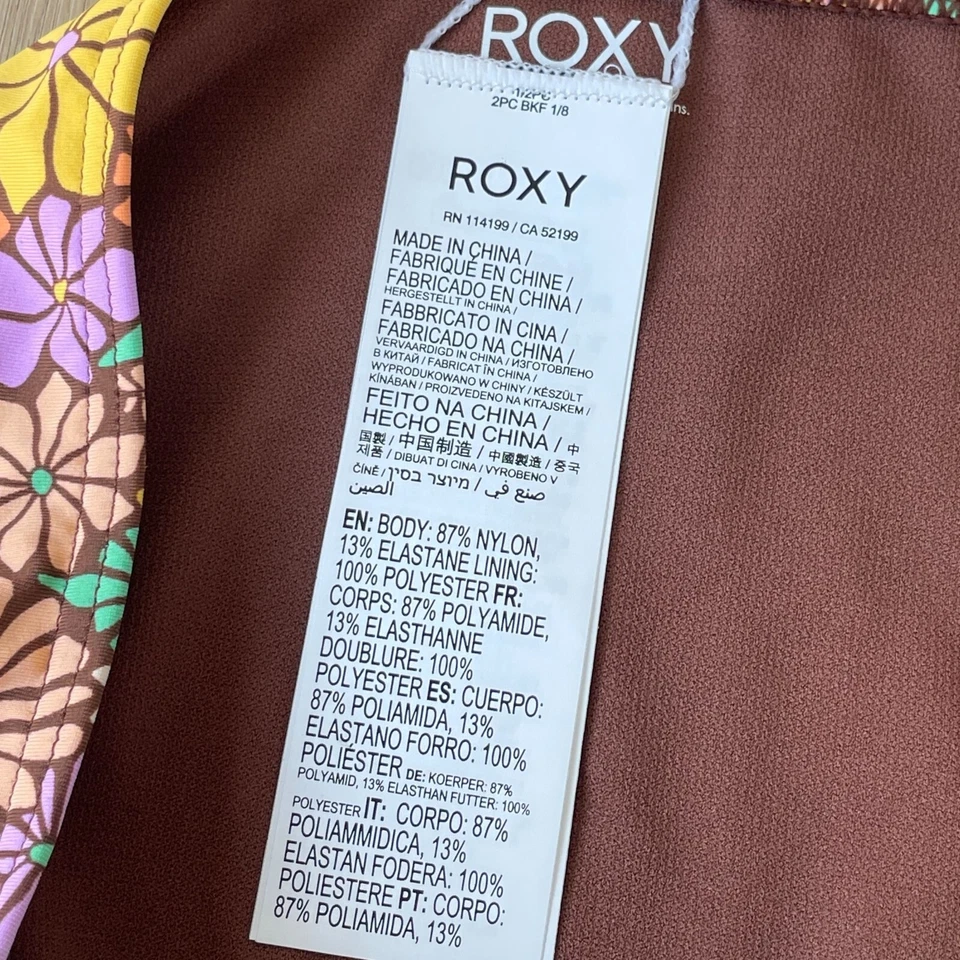 ROXY
ns.
1/2PC
2PC BKF 1/8
ROXY
RN 114199 / CA 52199
MADE IN CHINA /
FABRIQUÉ EN CHINE /
FABRICADO EN CHINA /
HERGESTELLT IN CHINA /
FABBRICATO IN CINA /
FABRICADO NA CHINA /
VERVAARDIGD IN CHINA / ИЗГОТОВЛЕНО
В КИТАЙ / FABRICAT ÎN CHINA /
WYPRODUKOWANO W CHINY / KÉSZÜLT
KÍNÁBAN / PROIZVEDENO NA KITAJSKEM /
FEITO NA CHINA /
HECHO EN CHINA / 中
国製 / 中国制造 / 中國製造 / 중국
제품 / DIBUAT DI CINA / VYROBENO V
ČÍNĚ / מיוצר בסין / صنع في
الصين
EN: BODY: 87% NYLON,
13% ELASTANE LINING:
100% POLYESTER FR:
CORPS: 87% POLYAMIDE,
13% ELASTHANNE
DOUBLURE: 100%
POLYESTER ES: CUERPO:
87% POLIAMIDA, 13%
ELASTANO FORRO: 100%
POLIÉSTER DE: KOERPER: 87%
POLYAMID, 13% ELASTHAN FUTTER: 100%
POLYESTER IT: CORPO: 87%
POLIAMMIDICA, 13%
ELASTAN FODERA: 100%
POLIESTERE PT: CORPO:
87% POLIAMIDA, 13%